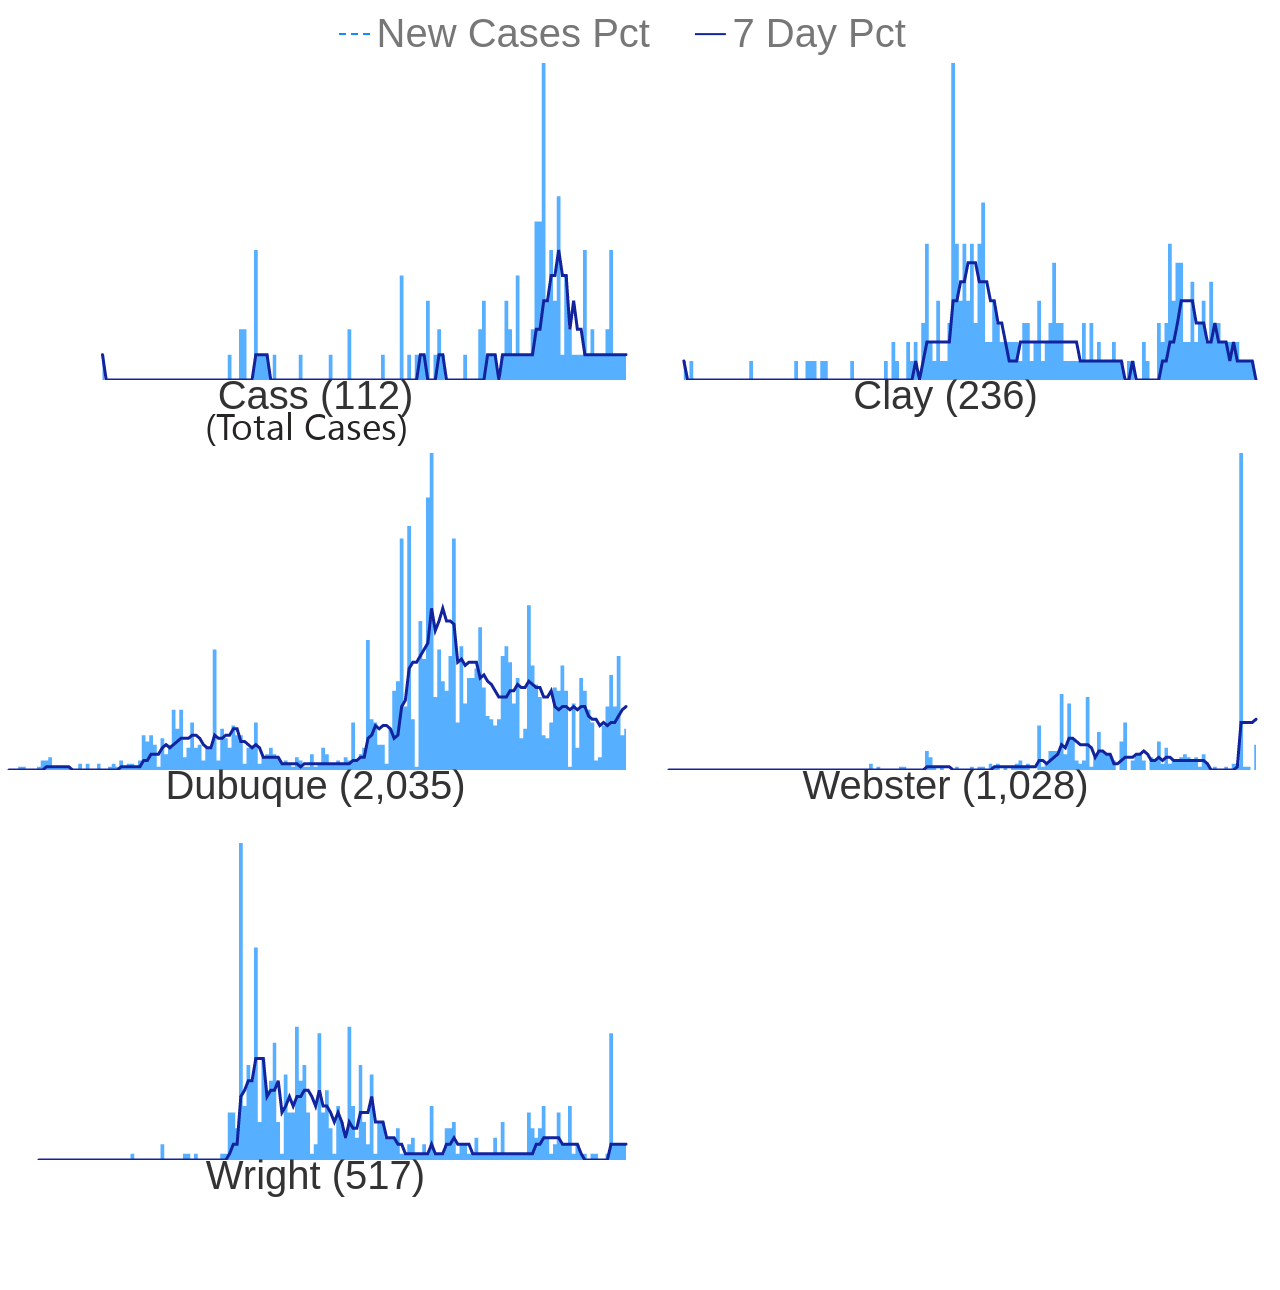 New Cases Pct 7 Day Pct
Cass (112)
(Total Cases)
Clay (236)
Dubuque (2,035)
Webster (1,028)
Wright (517)